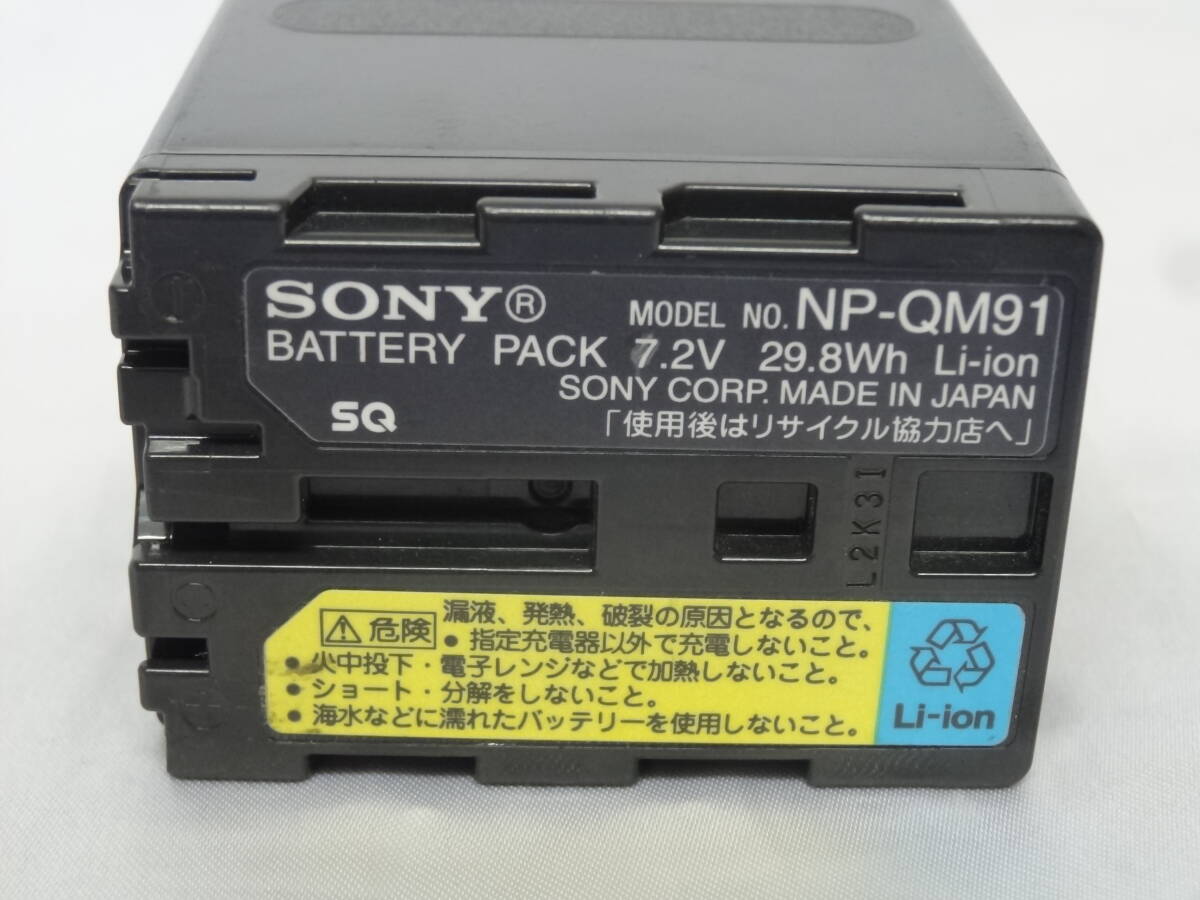 SONY® MODEL NO. NP-QM91
BATTERY PACK 7.2V 29.8Wh Li-ion
SONY CORP. MADE IN JAPAN
SQ 「使用後はリサイクル協力店へ」
L2K3I
⚠危険 漏液、発熱、破裂の原因となるので、
●指定充電器以外で充電しないこと。
●火中投下・電子レンジなどで加熱しないこと。
●ショート・分解をしないこと。
●海水などに濡れたバッテリーを使用しないこと。
Li-ion